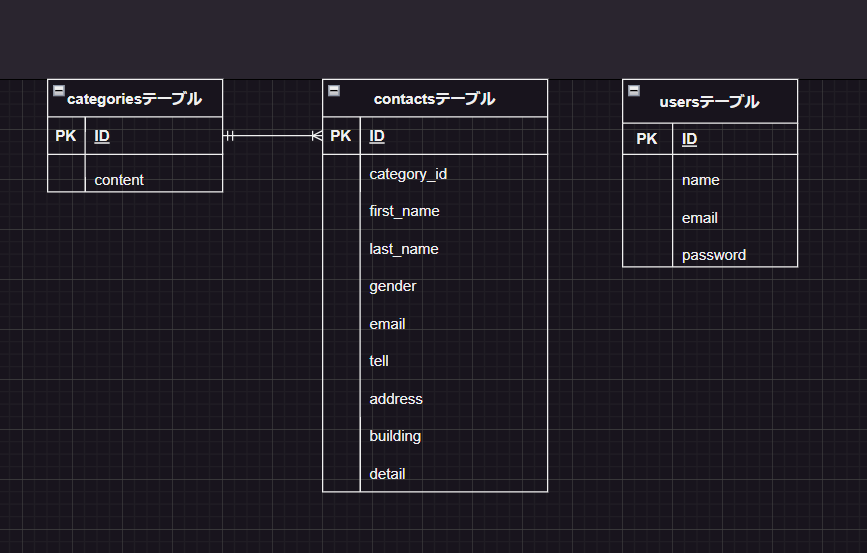 categoriesテーブル
PK ID
content
contactsテーブル
PK ID
category_id
first_name
last_name
gender
email
tell
address
building
detail
usersテーブル
PK ID
name
email
password